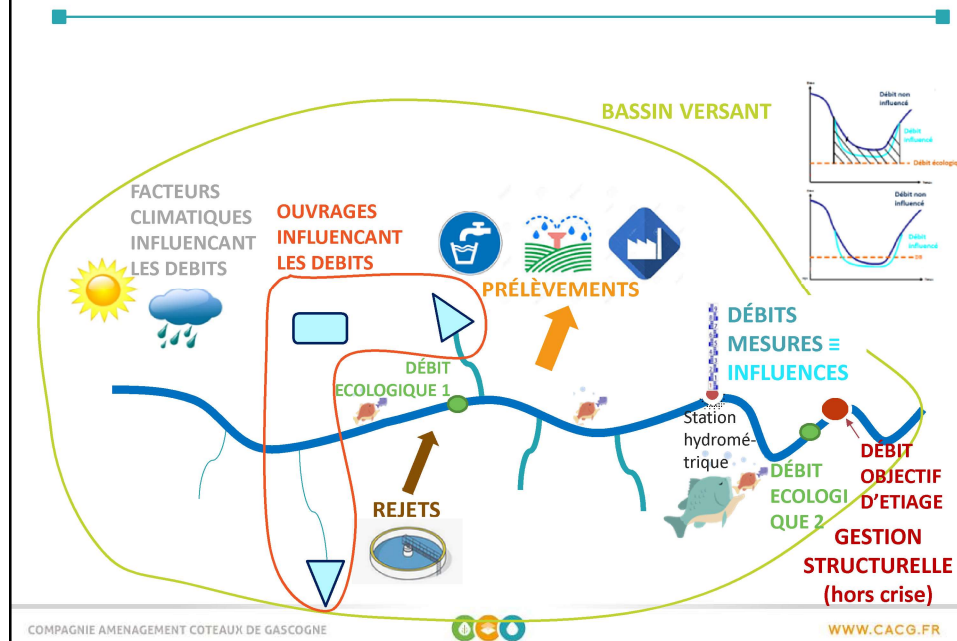 BASSIN VERSANT
Débit non
influencé
Débit
influencé
Débit écologiq
Débit non
influencé
Débit
influencé
FACTEURS
CLIMATIQUES
INFLUENCANT
LES DEBITS
OUVRAGES
INFLUENCANT
LES DEBITS
PRÉLÈVEMENTS
DÉBITS
MESURES ≡
INFLUENCES
DÉBIT
ECOLOGIQUE 1
Station
hydromé-
trique
REJETS
DÉBIT
ECOLOGI
QUE 2
DÉBIT
OBJECTIF
D'ETIAGE
GESTION
STRUCTURELLE
(hors crise)
COMPAGNIE AMENAGEMENT COTEAUX DE GASCOGNE
WWW.CACG.FR